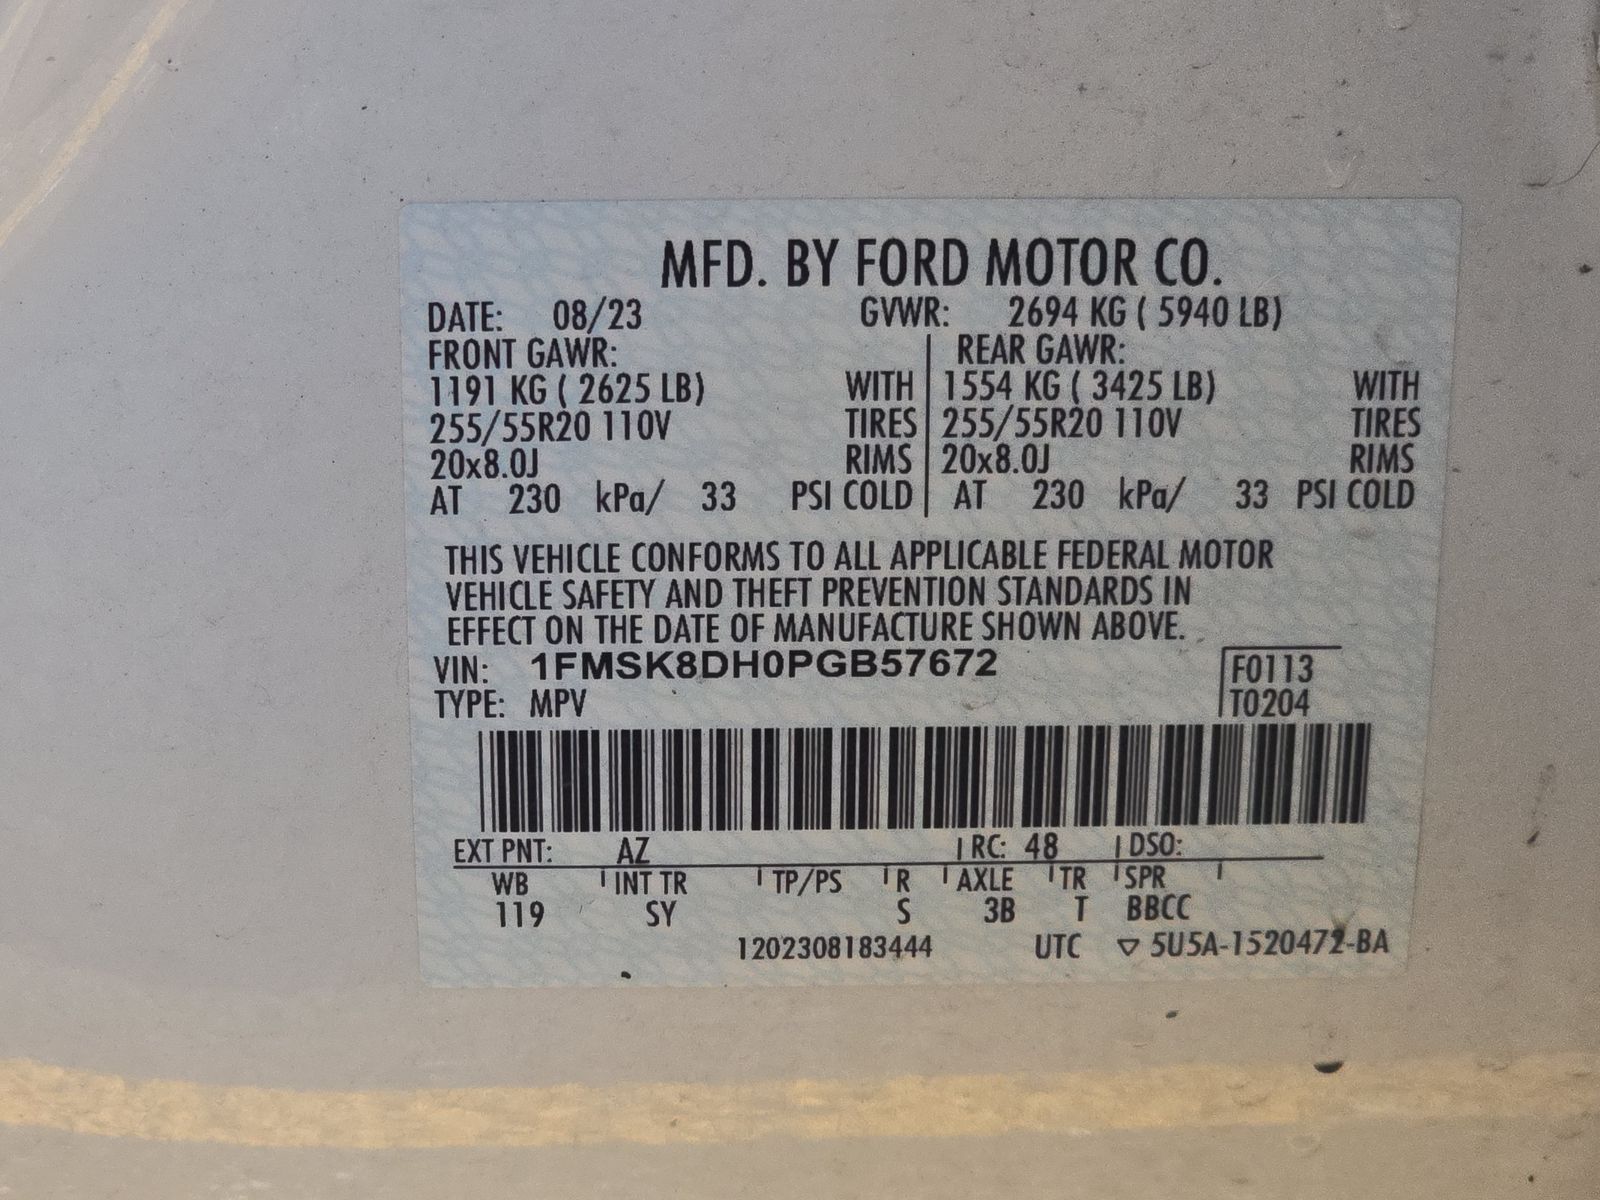 MFD. BY FORD MOTOR CO.
DATE: 08/23 GVWR: 2694 KG ( 5940 LB)
FRONT GAWR: REAR GAWR:
1191 KG ( 2625 LB) WITH 1554 KG ( 3425 LB) WITH
255/55R20 110V TIRES 255/55R20 110V TIRES
20x8.0J RIMS 20x8.0J RIMS
AT 230 kPa/ 33 PSI COLD AT 230 kPa/ 33 PSI COLD
THIS VEHICLE CONFORMS TO ALL APPLICABLE FEDERAL MOTOR
VEHICLE SAFETY AND THEFT PREVENTION STANDARDS IN
EFFECT ON THE DATE OF MANUFACTURE SHOWN ABOVE.
VIN: 1FMSK8DH0PGB57672 F0113
TYPE: MPV T0204
EXT PNT: AZ RC: 48 DSO:
WB INT TR TP/PS R AXLE TR SPR
119 SY S 3B T BBCC
1202308183444 UTC ▽ 5U5A-1520472-BA